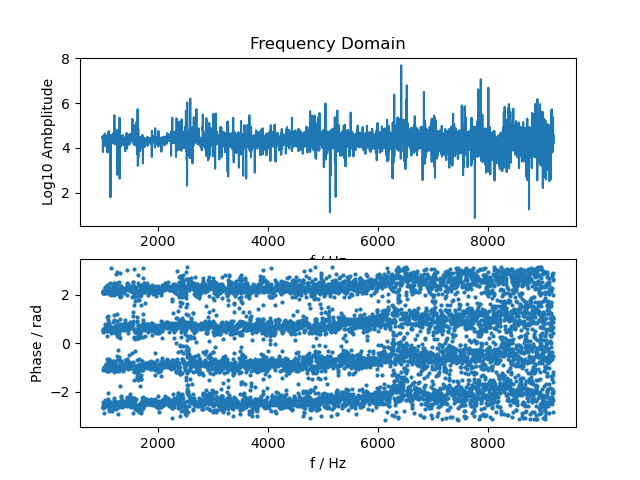 Frequency Domain
Log10 Ambplitude
8
6
4
2
2000 4000 6000 8000
f / Hz
Phase / rad
2
0
−2
2000 4000 6000 8000
f / Hz